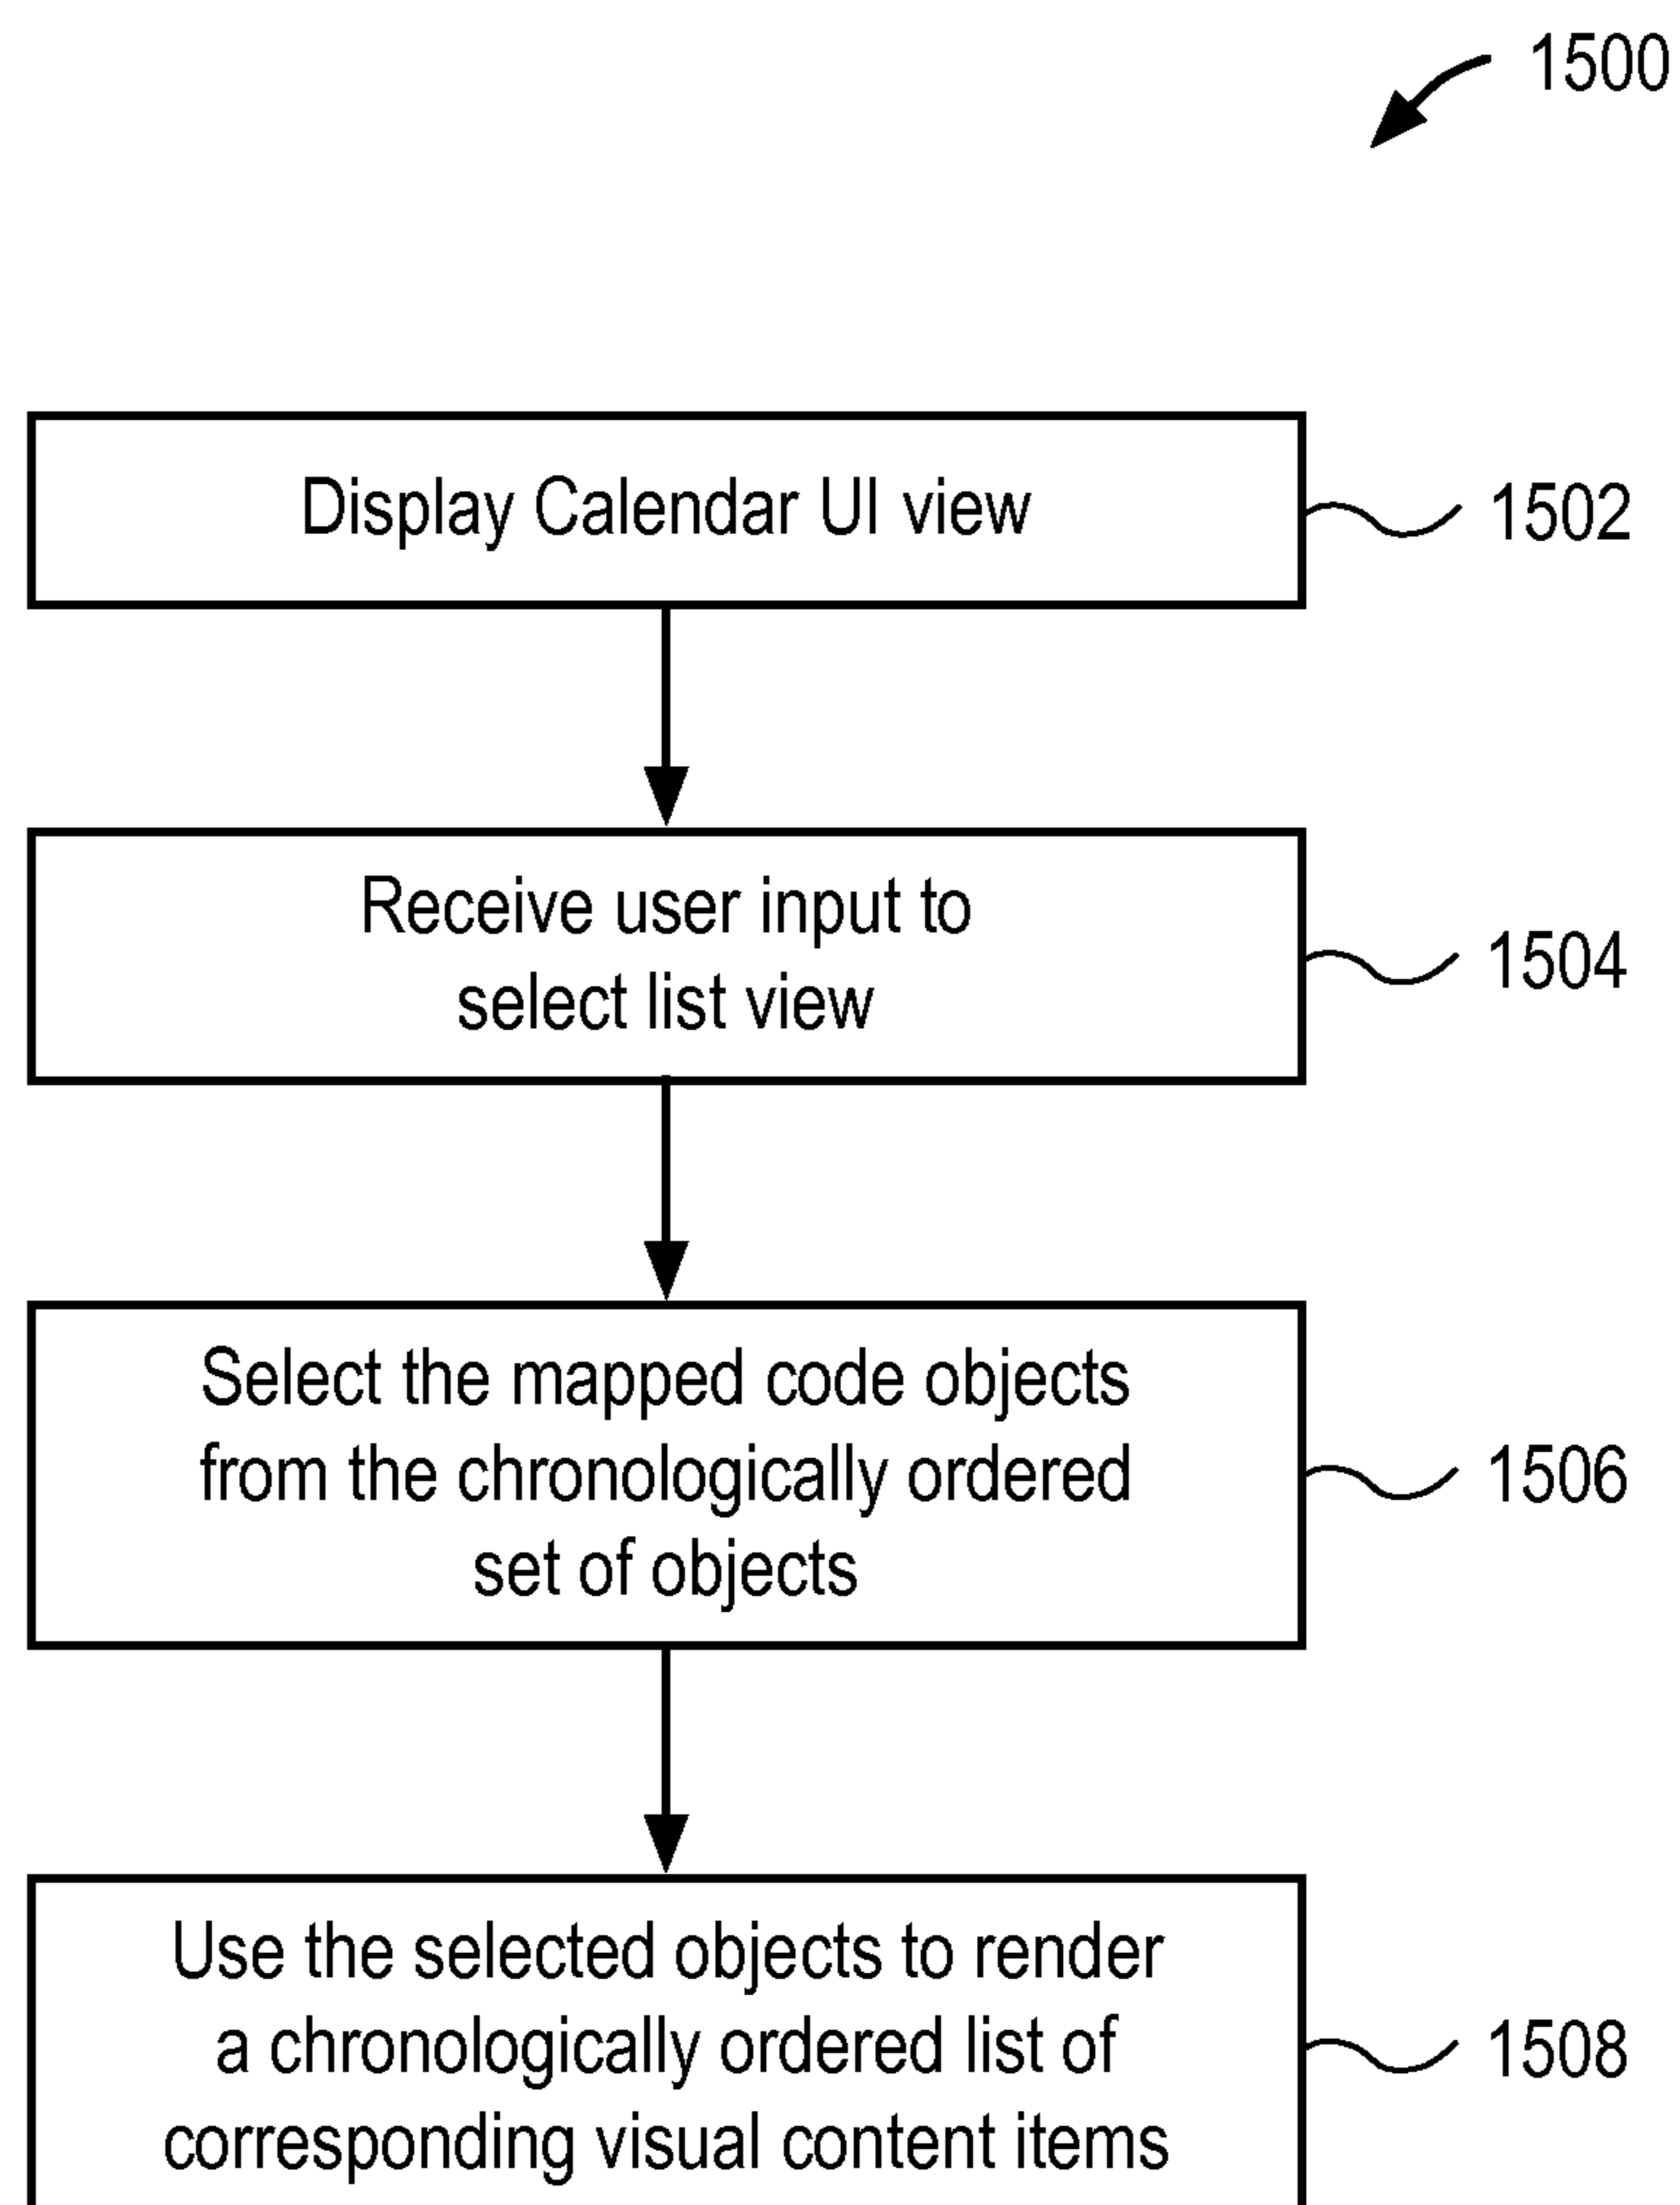 1500
Display Calendar UI view
1502
Receive user input to
select list view
1504
Select the mapped code objects
from the chronologically ordered
set of objects
1506
Use the selected objects to render
a chronologically ordered list of
corresponding visual content items
1508